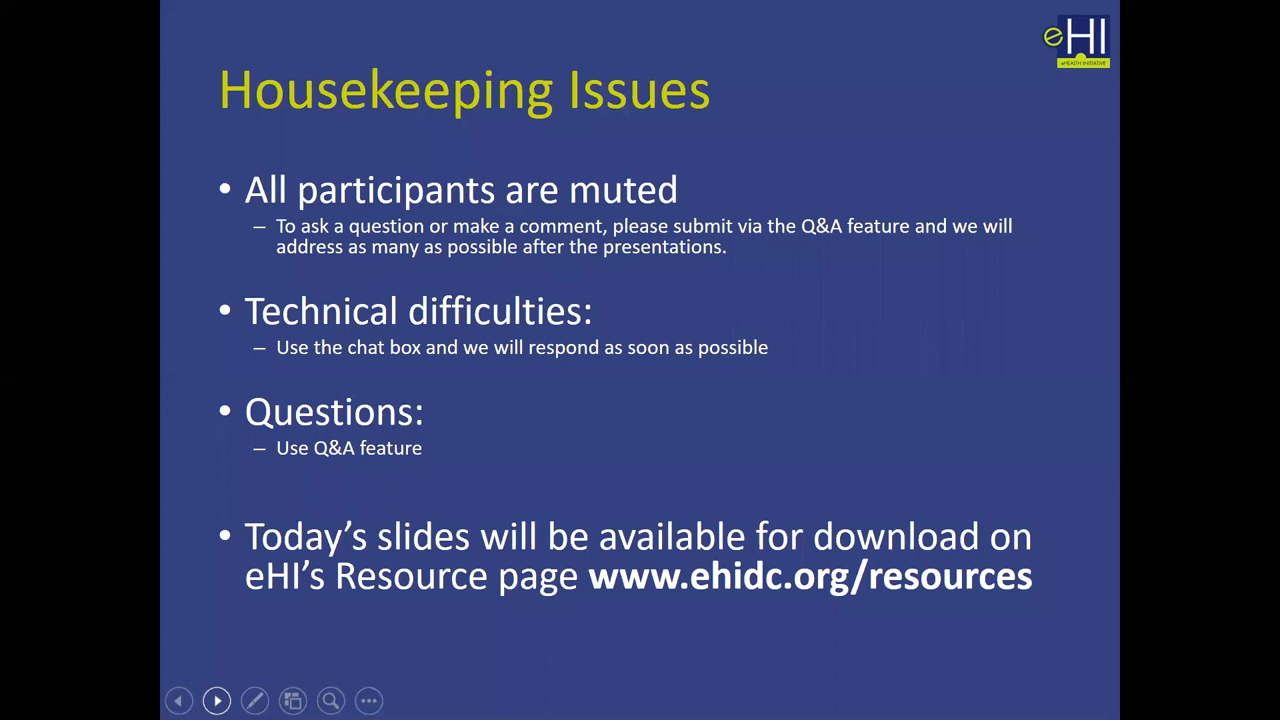 eHI
eHEALTH INITIATIVE
Housekeeping Issues
• All participants are muted
– To ask a question or make a comment, please submit via the Q&A feature and we will
address as many as possible after the presentations.
• Technical difficulties:
– Use the chat box and we will respond as soon as possible
• Questions:
– Use Q&A feature
• Today’s slides will be available for download on
eHI’s Resource page www.ehidc.org/resources